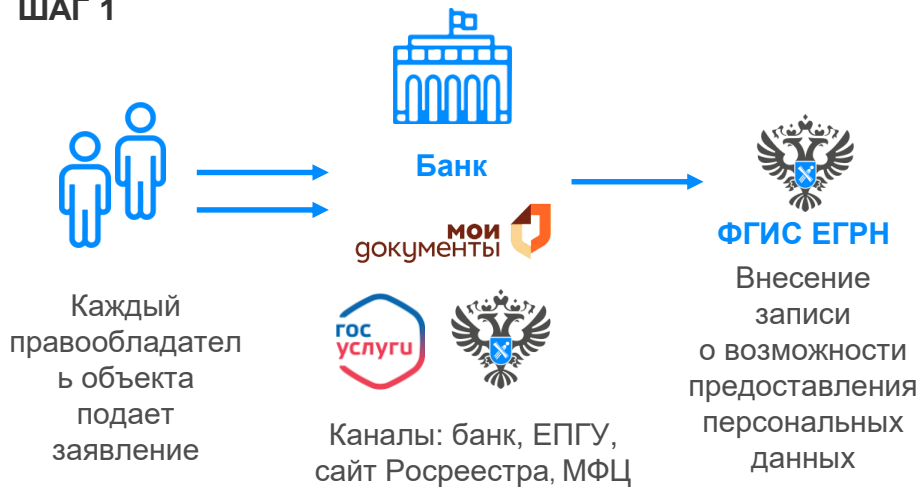 ШАГ 1
Банк
мои
документы
гос
услуги
Каждый
правообладател
ь объекта
подает
заявление
Каналы: банк, ЕПГУ,
сайт Росреестра, МФЦ
ФГИС ЕГРН
Внесение
записи
о возможности
предоставления
персональных
данных